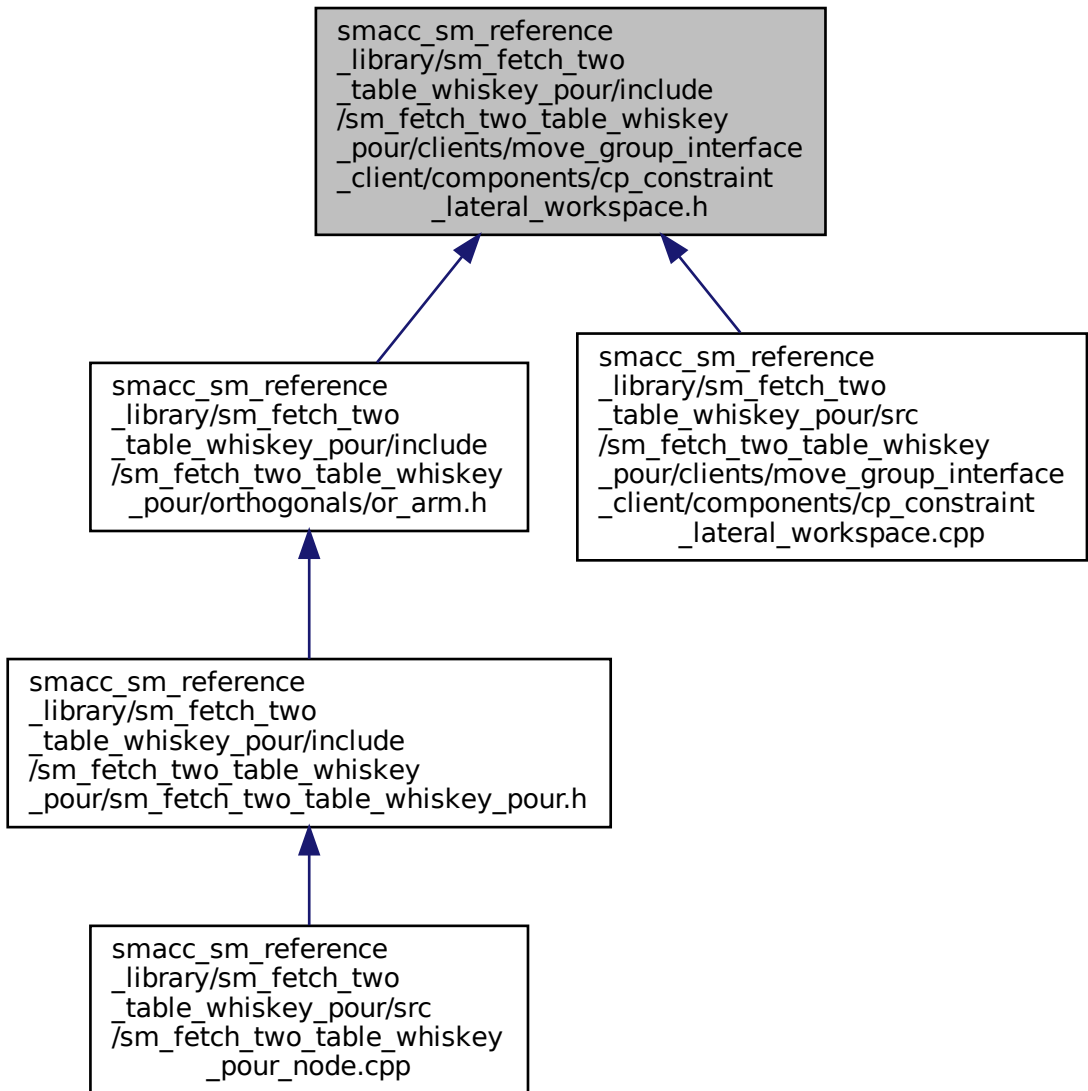 smacc_sm_reference
_library/sm_fetch_two
_table_whiskey_pour/include
/sm_fetch_two_table_whiskey
_pour/clients/move_group_interface
_client/components/cp_constraint
_lateral_workspace.h
smacc_sm_reference
_library/sm_fetch_two
_table_whiskey_pour/include
/sm_fetch_two_table_whiskey
_pour/orthogonals/or_arm.h
smacc_sm_reference
_library/sm_fetch_two
_table_whiskey_pour/src
/sm_fetch_two_table_whiskey
_pour/clients/move_group_interface
_client/components/cp_constraint
_lateral_workspace.cpp
smacc_sm_reference
_library/sm_fetch_two
_table_whiskey_pour/include
/sm_fetch_two_table_whiskey
_pour/sm_fetch_two_table_whiskey_pour.h
smacc_sm_reference
_library/sm_fetch_two
_table_whiskey_pour/src
/sm_fetch_two_table_whiskey
_pour_node.cpp